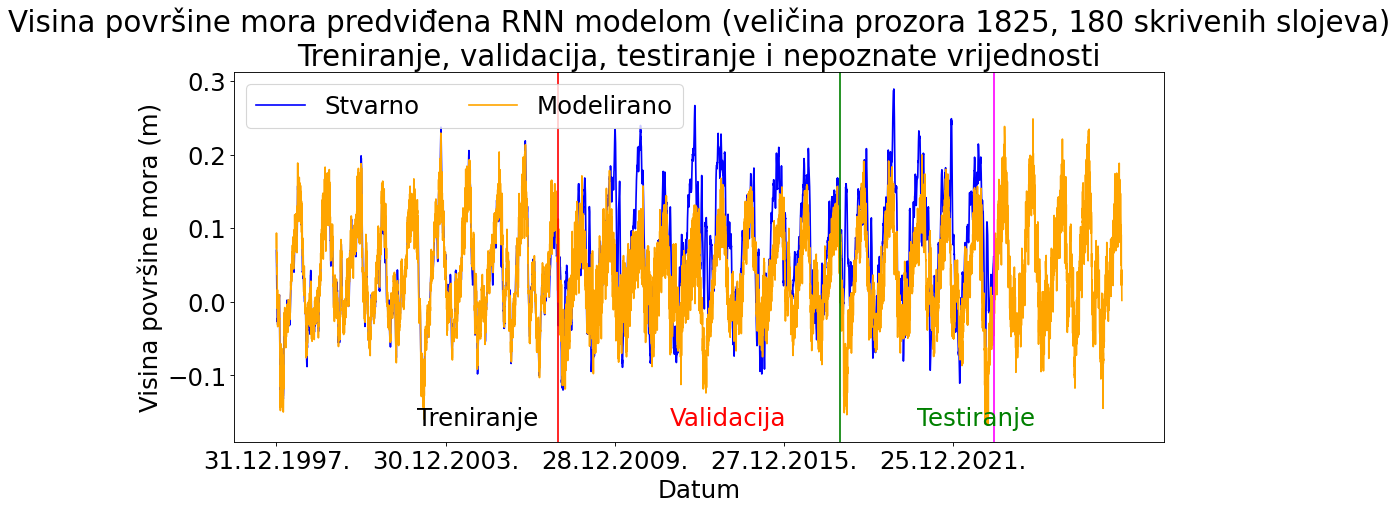 Visina površine mora predviđena RNN modelom (veličina prozora 1825, 180 skrivenih slojeva)
Treniranje, validacija, testiranje i nepoznate vrijednosti
Stvarno Modelirano
Visina površine mora (m)
0.3
0.2
0.1
0.0
−0.1
Treniranje Validacija Testiranje
31.12.1997. 30.12.2003. 28.12.2009. 27.12.2015. 25.12.2021.
Datum